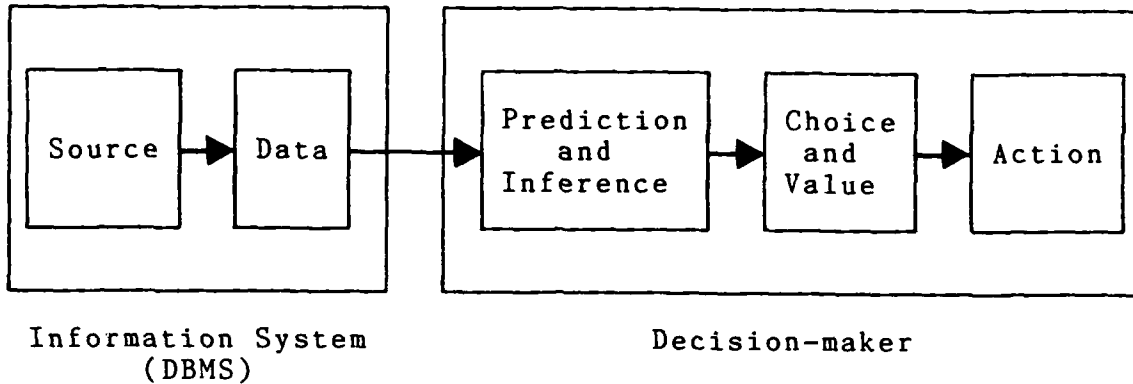 Source
Data
Prediction
and
Inference
Choice
and
Value
Action
Information System
(DBMS)
Decision-maker